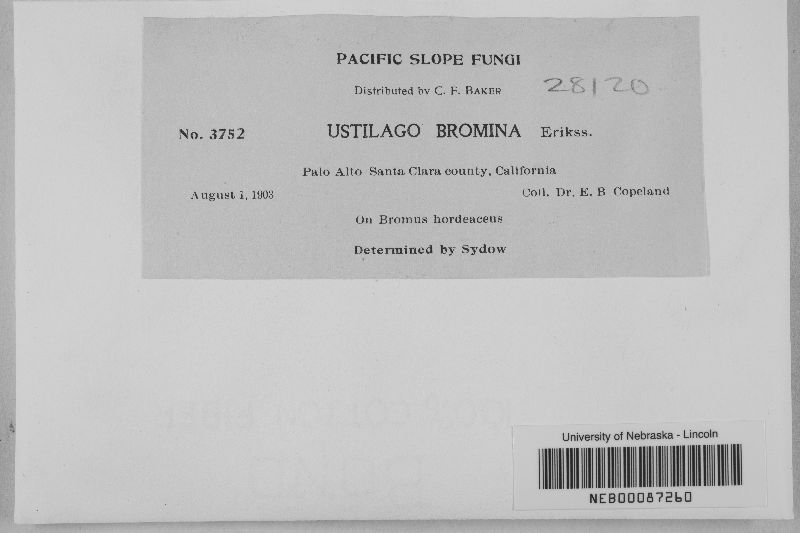 PACIFIC SLOPE FUNGI
Distributed by C. F. BAKER 28120
No. 3752 USTILAGO BROMINA Erikss.
Palo Alto Santa Clara county, California
August 1, 1903 Coll. Dr. E. B Copeland
On Bromus hordeaceus
Determined by Sydow
University of Nebraska - Lincoln
NEB00087260